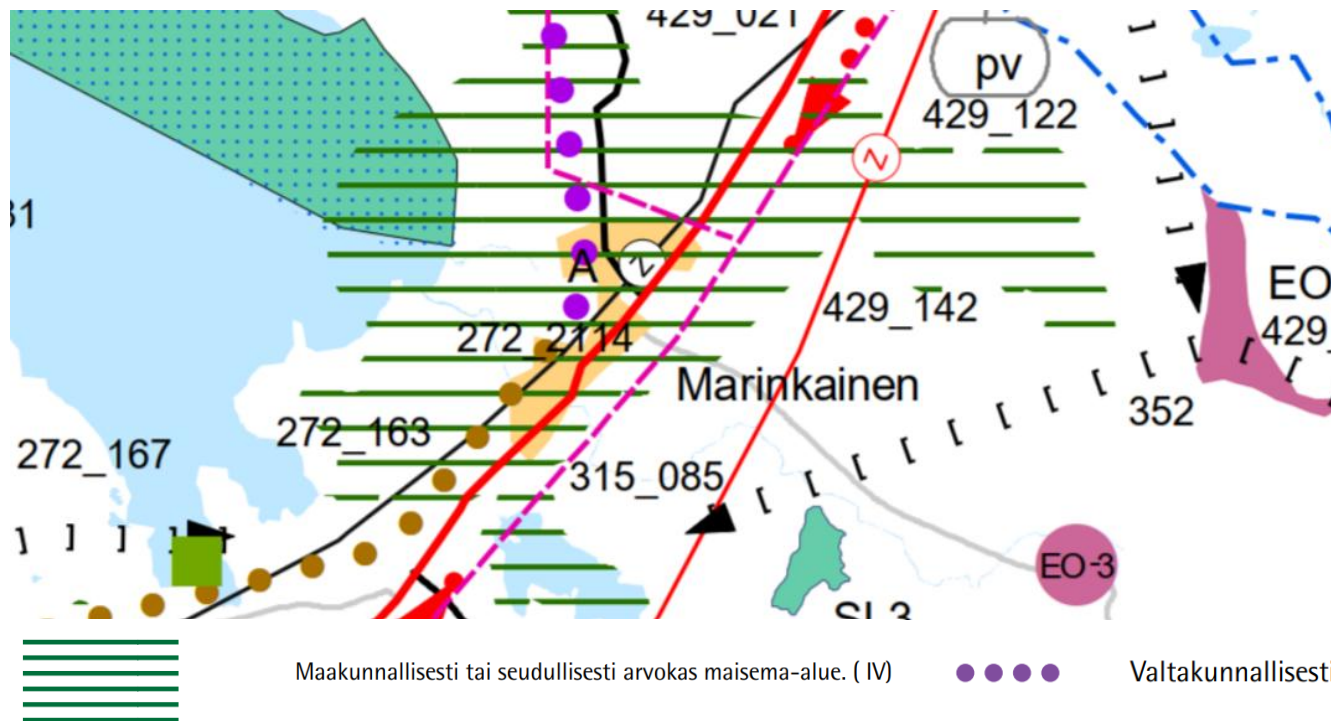 429_021
pv
429_122
31
A
z
z
429_142
EO
429_
272_2114
Marinkainen
352
272_163
272_167
315_085
EO-3
SL3
Maakunnallisesti tai seudullisesti arvokas maisema-alue. ( IV)
Valtakunnallisesti